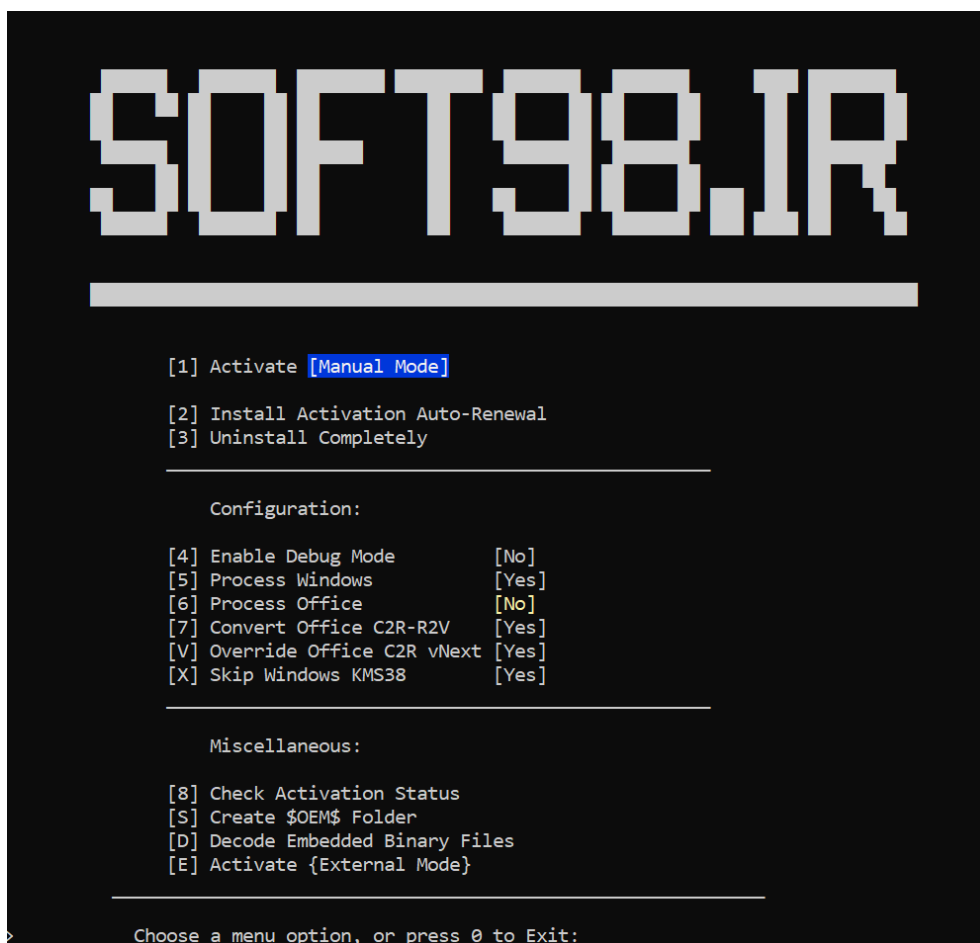 SOFT98.IR
[1] Activate [Manual Mode]
[2] Install Activation Auto-Renewal
[3] Uninstall Completely
Configuration:
[4] Enable Debug Mode [No]
[5] Process Windows [Yes]
[6] Process Office [No]
[7] Convert Office C2R-R2V [Yes]
[V] Override Office C2R vNext [Yes]
[X] Skip Windows KMS38 [Yes]
Miscellaneous:
[8] Check Activation Status
[S] Create $OEM$ Folder
[D] Decode Embedded Binary Files
[E] Activate {External Mode}
> Choose a menu option, or press 0 to Exit: